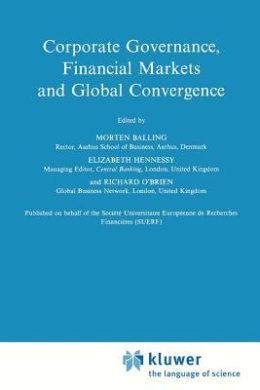 Corporate Governance,
Financial Markets
and Global Convergence
Edited by
MORTEN BALLING
Rector, Aarhus School of Business, Aarhus, Denmark
ELIZABETH HENNESSY
Managing Editor, Central Banking, London, United Kingdom
and RICHARD O'BRIEN
Global Business Network, London, United Kingdom
Published on behalf of the Société Universitaire Européenne de Recherches
Financières (SUERF)
kluwer
the language of science